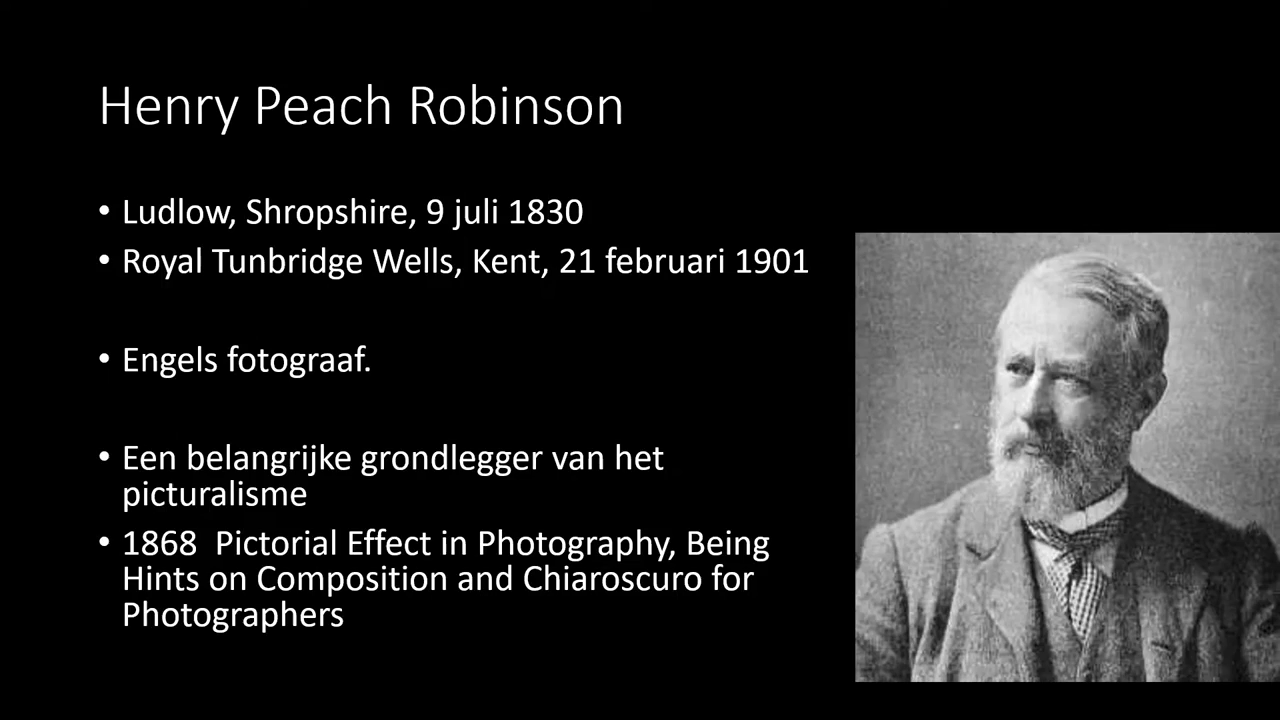 Henry Peach Robinson
• Ludlow, Shropshire, 9 juli 1830
• Royal Tunbridge Wells, Kent, 21 februari 1901
• Engels fotograaf.
• Een belangrijke grondlegger van het
picturalisme
• 1868  Pictorial Effect in Photography, Being
Hints on Composition and Chiaroscuro for
Photographers